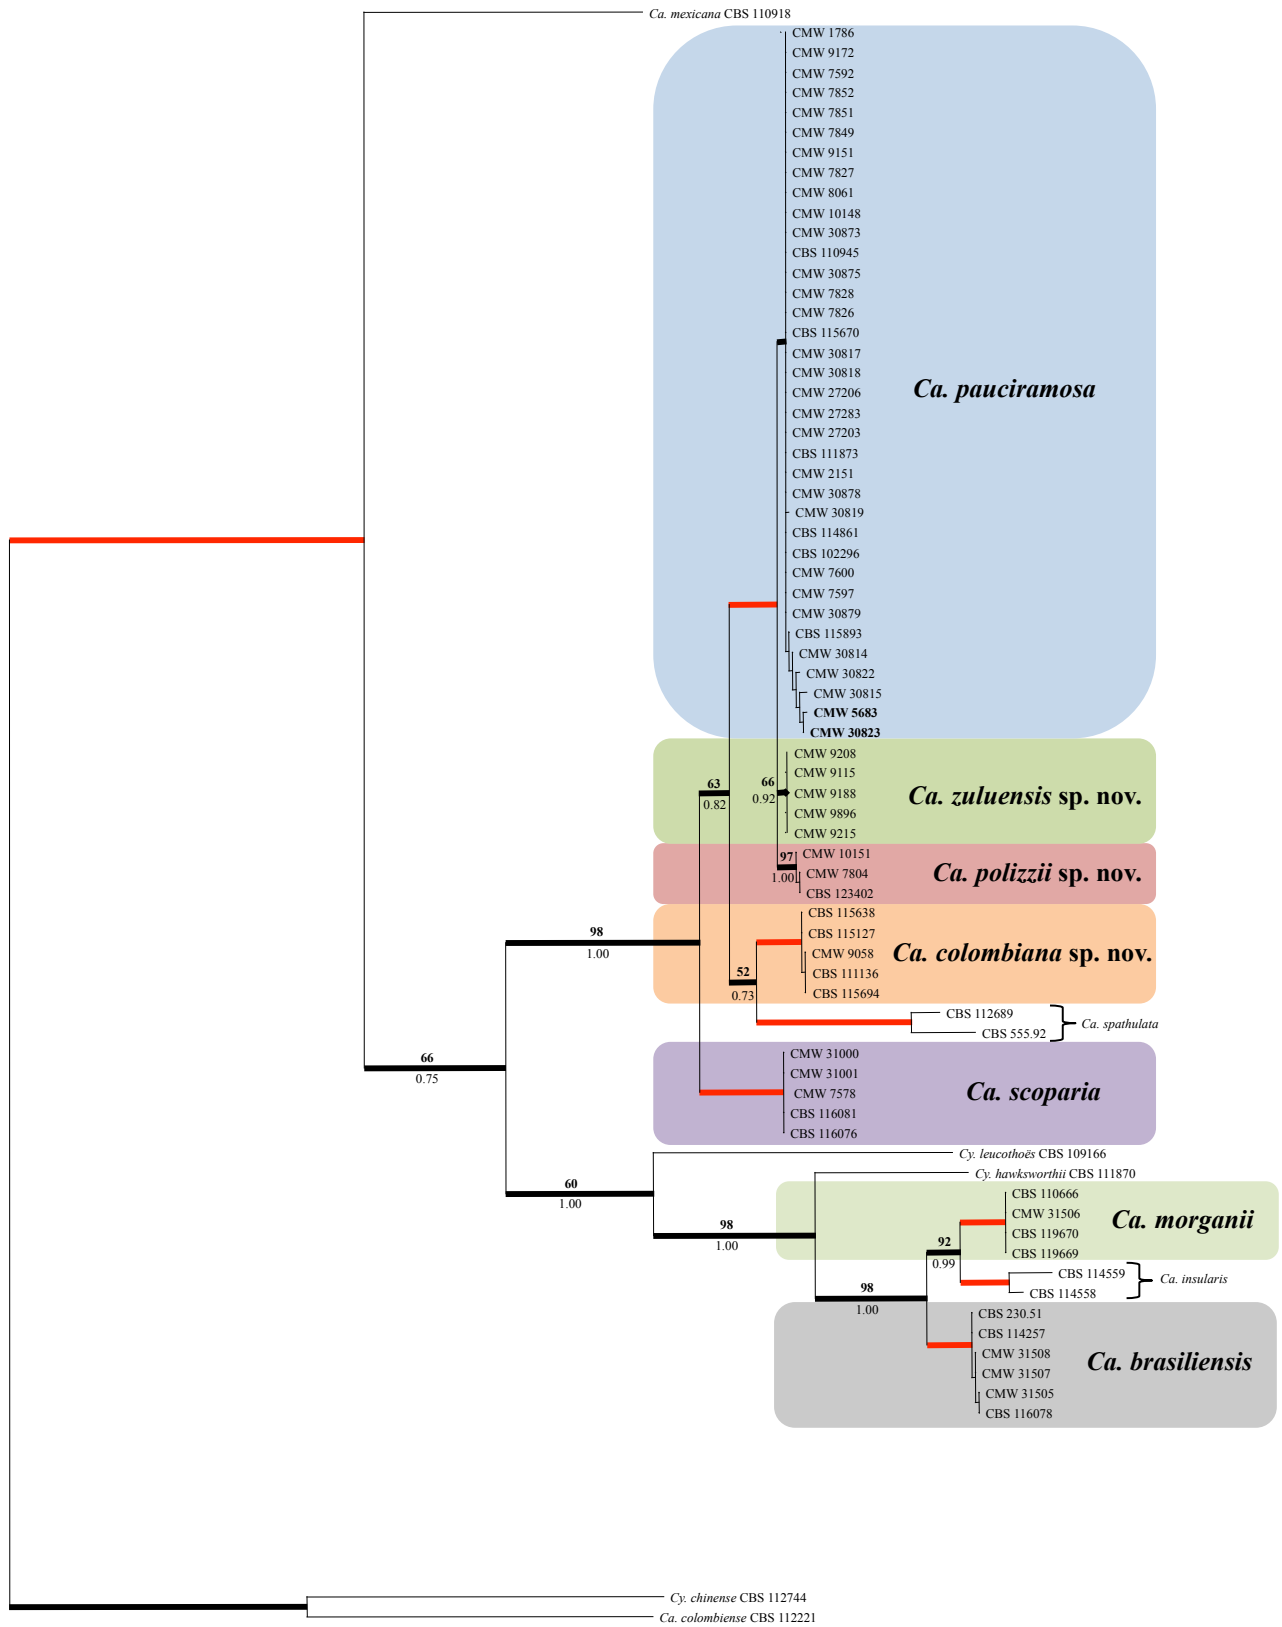 Ca. mexicana CBS 110918
CMW 1786
CMW 9172
CMW 7592
CMW 7852
CMW 7851
CMW 7849
CMW 9151
CMW 7827
CMW 8061
CMW 10148
CMW 30873
CBS 110945
CMW 30875
CMW 7828
CMW 7826
CBS 115670
CMW 30817
CMW 30818
CMW 27206
Ca. pauciramosa
CMW 27283
CMW 27203
CBS 111873
CMW 2151
CMW 30878
CMW 30819
CBS 114861
CBS 102296
CMW 7600
CMW 7597
CMW 30879
CBS 115893
CMW 30814
CMW 30822
CMW 30815
CMW 5683
CMW 30823
CMW 9208
CMW 9115
63
0.82
66
0.92
CMW 9188
Ca. zuluensis sp. nov.
CMW 9896
CMW 9215
CMW 10151
97
1.00
CMW 7804
Ca. polizzii sp. nov.
CBS 123402
CBS 115638
CBS 115127
98
1.00
CMW 9058
Ca. colombiana sp. nov.
CBS 111136
52
0.73
CBS 115694
CBS 112689
Ca. spathulata
CBS 555.92
CMW 31000
66
0.75
CMW 31001
CMW 7578
Ca. scoparia
CBS 116081
CBS 116076
Cy. leucothoës CBS 109166
Cy. hawksworthii CBS 111870
60
1.00
CBS 110666
CMW 31506
Ca. morganii
98
1.00
CBS 119670
CBS 119669
92
0.99
CBS 114559
Ca. insularis
CBS 114558
98
1.00
CBS 230.51
CBS 114257
CMW 31508
Ca. brasiliensis
CMW 31507
CMW 31505
CBS 116078
Cy. chinense CBS 112744
Ca. colombiense CBS 112221